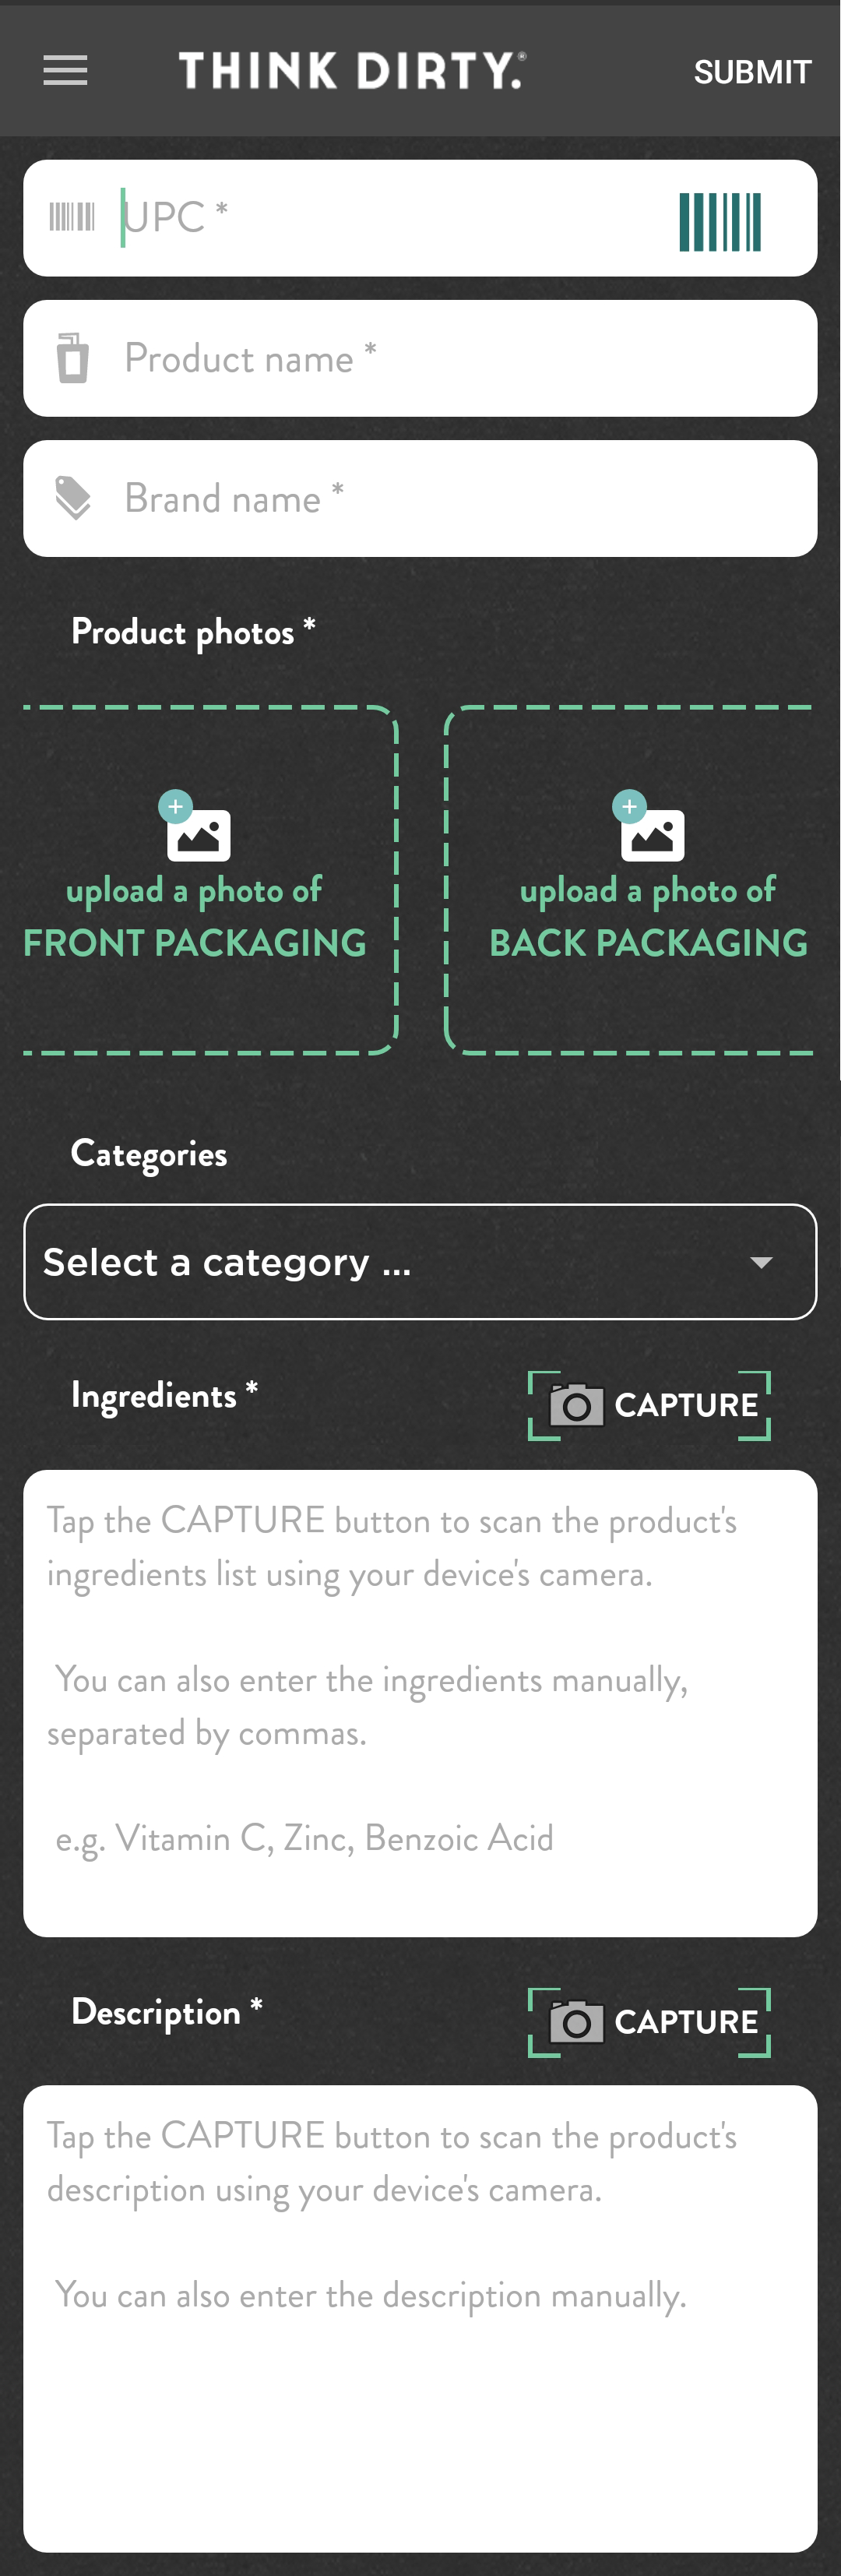 THINK DIRTY.®
SUBMIT
UPC *
Product name *
Brand name *
Product photos *
upload a photo of
FRONT PACKAGING
upload a photo of
BACK PACKAGING
Categories
Select a category ...
Ingredients *
CAPTURE
Tap the CAPTURE button to scan the product's
ingredients list using your device's camera.
You can also enter the ingredients manually,
separated by commas.
e.g. Vitamin C, Zinc, Benzoic Acid
Description *
CAPTURE
Tap the CAPTURE button to scan the product's
description using your device's camera.
You can also enter the description manually.